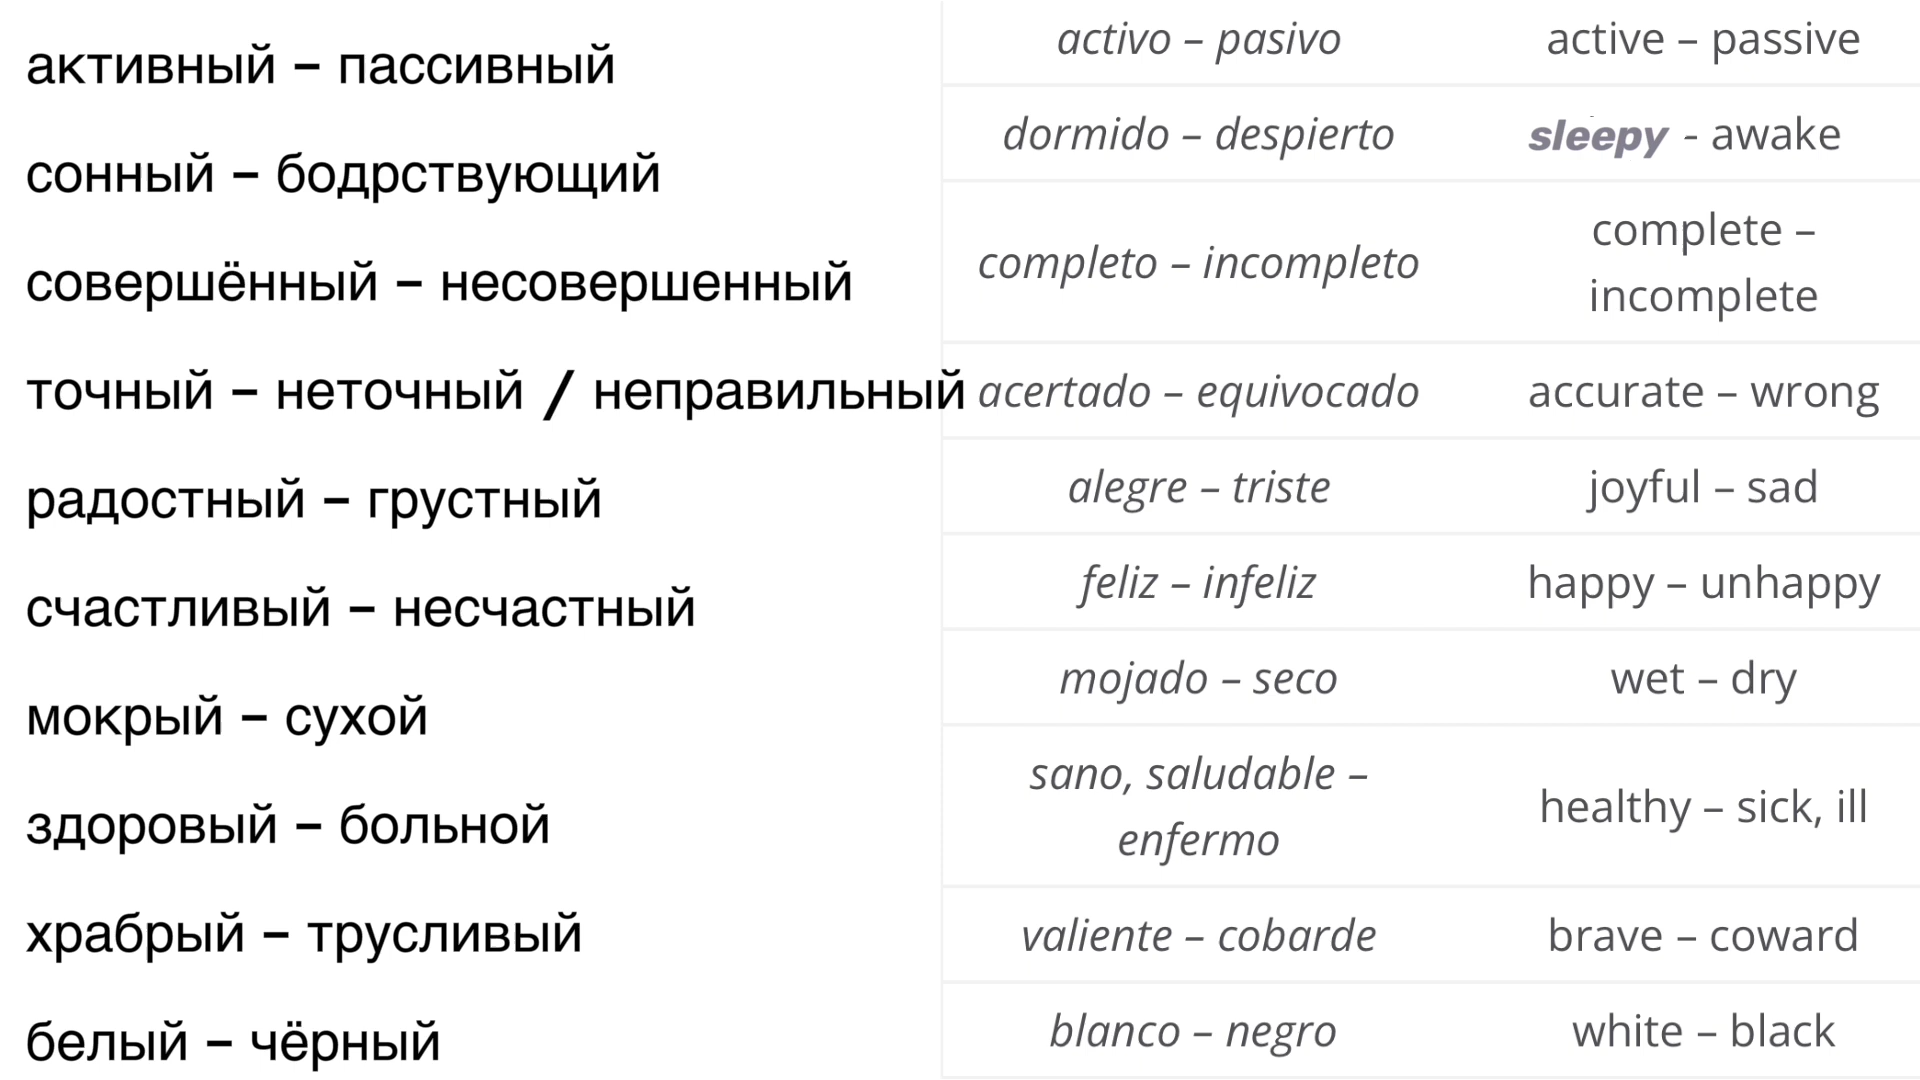 активный – пассивный
сонный – бодрствующий
совершённый – несовершенный
точный – неточный / неправильный
радостный – грустный
счастливый – несчастный
мокрый – сухой
здоровый – больной
храбрый – трусливый
белый – чёрный
activo – pasivo
active – passive
dormido – despierto
sleepy - awake
completo – incompleto
complete –
incomplete
acertado – equivocado
accurate – wrong
alegre – triste
joyful – sad
feliz – infeliz
happy – unhappy
mojado – seco
wet – dry
sano, saludable –
enfermo
healthy – sick, ill
valiente – cobarde
brave – coward
blanco – negro
white – black